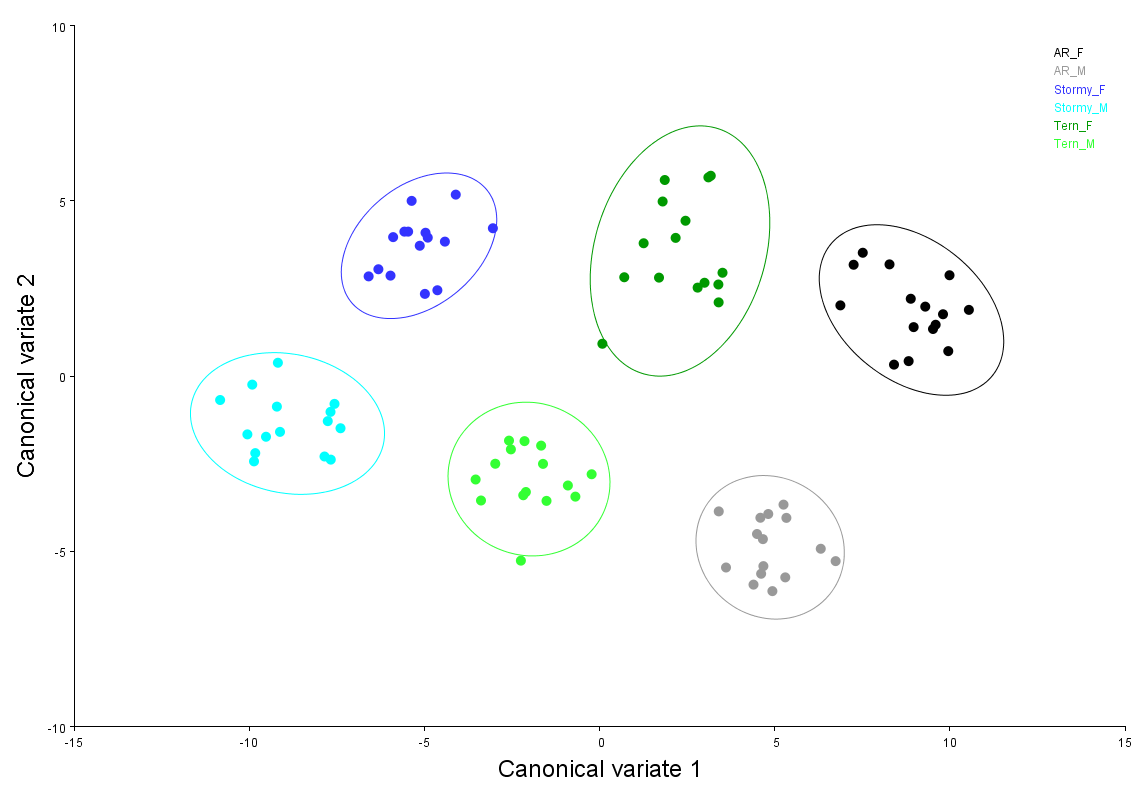 10
AR_F
AR_M
Stormy_F
Stormy_M
Tern_F
Tern_M
5
Canonical variate 2
0
-5
-10
-15
-10
-5
0
5
10
15
Canonical variate 1